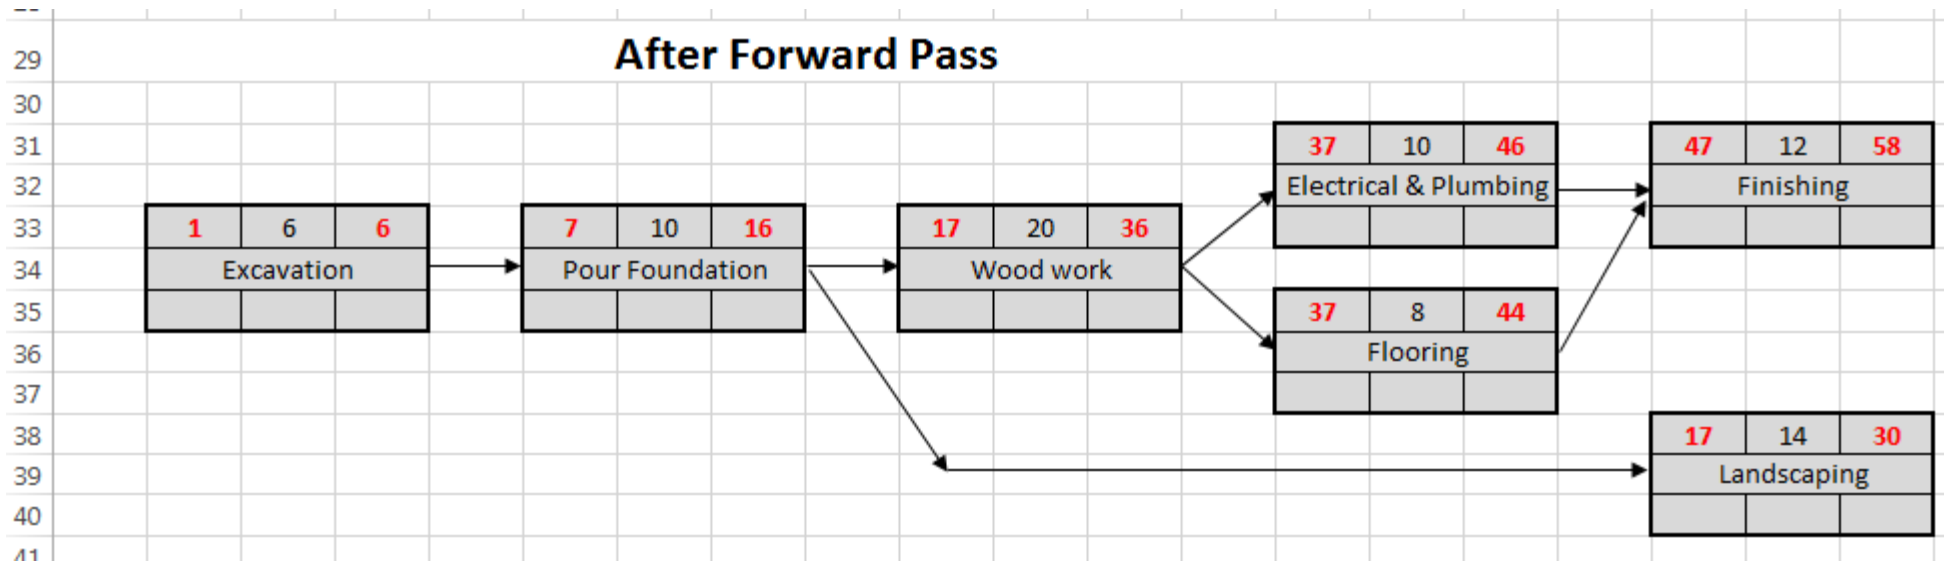 29 After Forward Pass
30
31 37 10 46 47 12 58
32 Electrical & Plumbing Finishing
33 1 6 6 7 10 16 17 20 36
34 Excavation Pour Foundation Wood work
35 37 8 44
36 Flooring
37
38 17 14 30
39 Landscaping
40
41